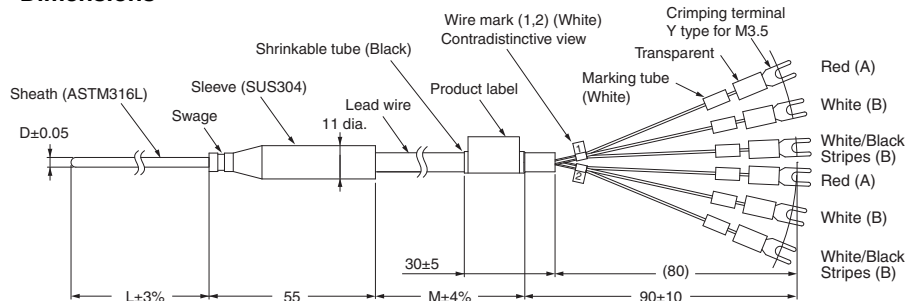 Dimensions
Wire mark (1,2) (White)
Contradistinctive view
Crimping terminal
Y type for M3.5
Shrinkable tube (Black)
Transparent
Red (A)
Sleeve (SUS304)
Marking tube
(White)
Sheath (ASTM316L)
Lead wire
Product label
White (B)
Swage
11 dia.
D±0.05
1
White/Black
Stripes (B)
2
Red (A)
White (B)
White/Black
Stripes (B)
30±5
(80)
L±3%
55
M±4%
90±10